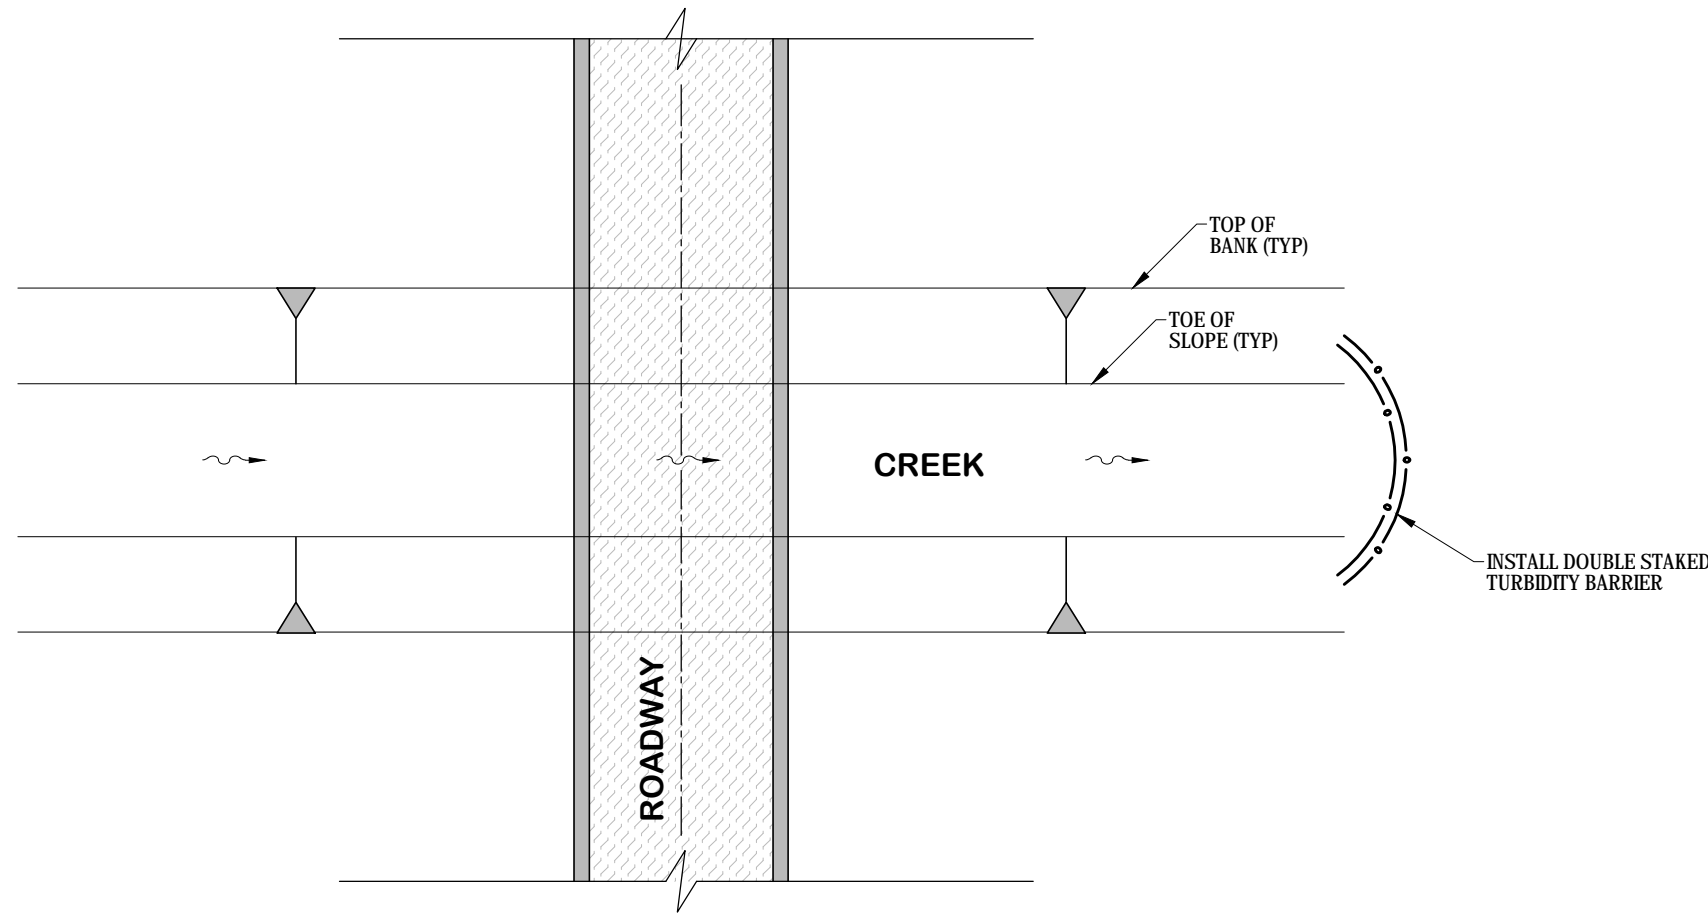 TOP OF
BANK (TYP)
TOE OF
SLOPE (TYP)
CREEK
INSTALL DOUBLE STAKED
TURBIDITY BARRIER
ROADWAY